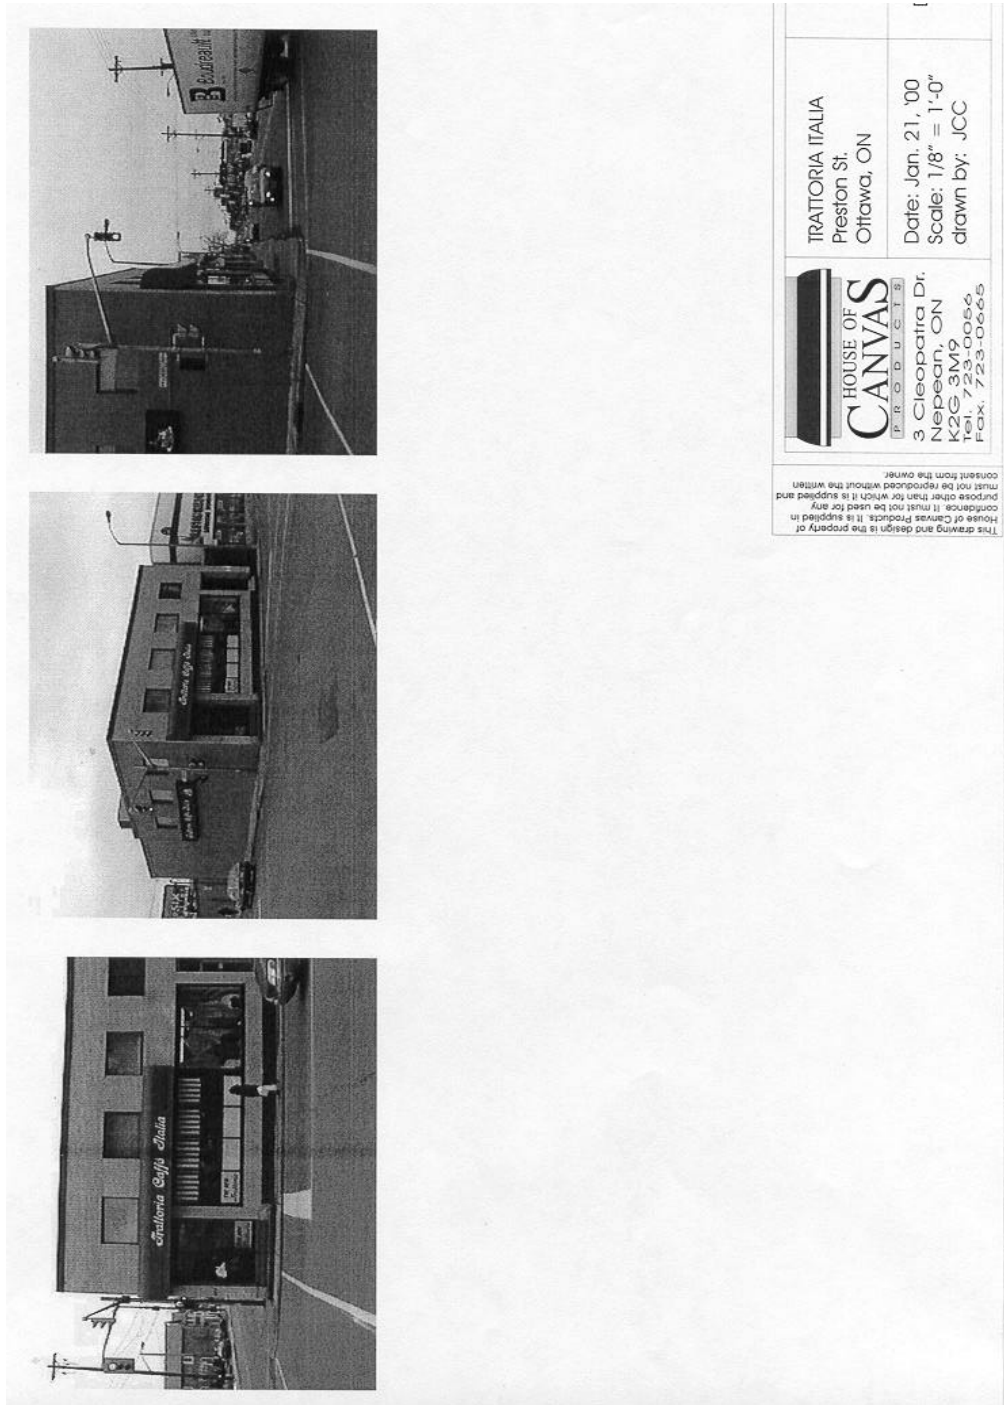 Trattoria Caffé Italia
Boudreault
TRATTORIA ITALIA
Preston St.
Ottawa, ON
Date: Jan. 21, '00
Scale: 1/8" = 1'-0"
drawn by: JCC
HOUSE OF
CANVAS
PRODUCTS
3 Cleopatra Dr.
Nepean, ON
K2G 3M9
Tel. 723-0056
Fax. 723-0665
This drawing and design is the property of
House of Canvas Products. It is supplied in
confidence. It must not be used for any
purpose other than for which it is supplied and
must not be reproduced without the written
consent from the owner.